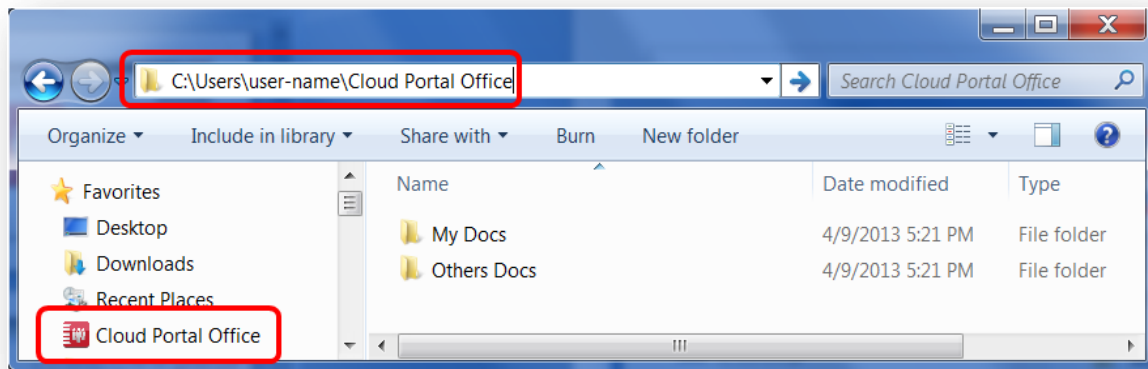 C:\Users\user-name\Cloud Portal Office
Search Cloud Portal Office
Organize Include in library Share with Burn New folder
Favorites
Desktop
Downloads
Recent Places
Cloud Portal Office
Name Date modified Type
My Docs 4/9/2013 5:21 PM File folder
Others Docs 4/9/2013 5:21 PM File folder